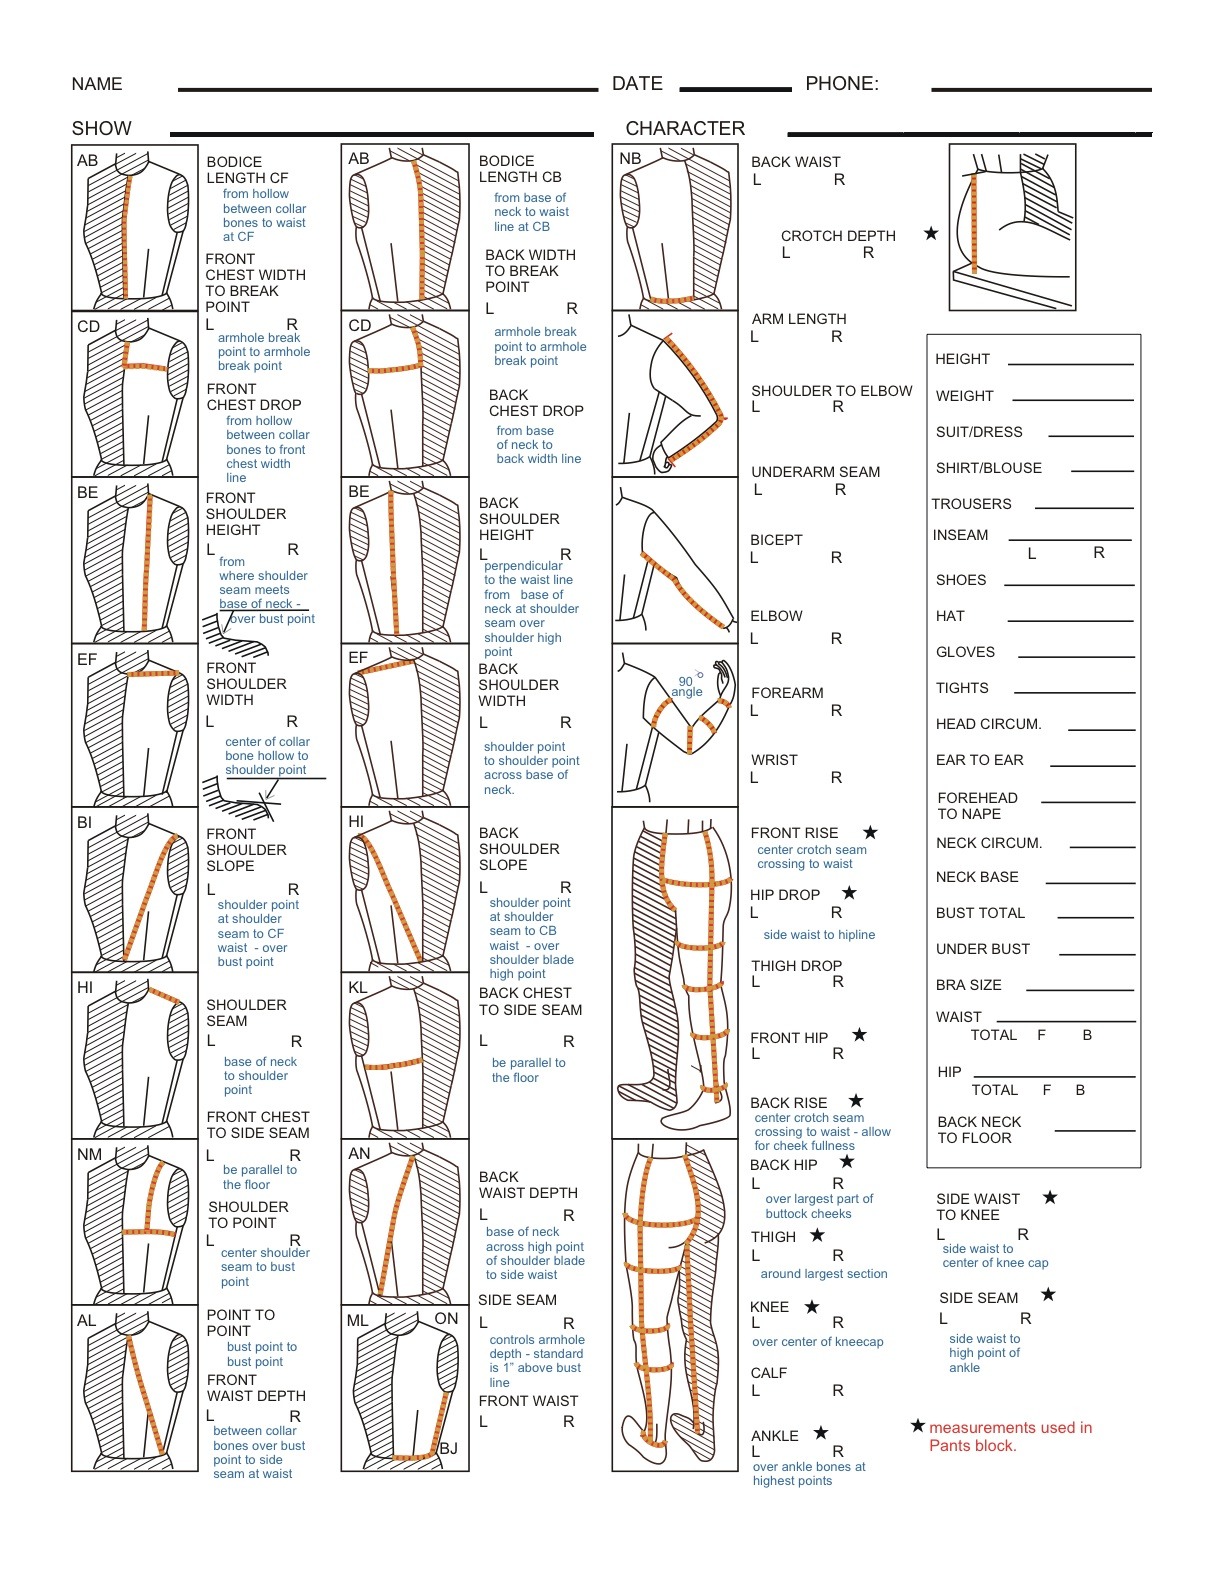 NAME DATE PHONE:
SHOW CHARACTER
AB
BODICE
LENGTH CF
from hollow
between collar
bones to waist
at CF
FRONT
CHEST WIDTH
TO BREAK
POINT
L R
armhole break
point to armhole
break point
CD
FRONT
CHEST DROP
from hollow
between collar
bones to front
chest width
line
BE
FRONT
SHOULDER
HEIGHT
L R
from
where shoulder
seam meets
base of neck -
over bust point
EF
FRONT
SHOULDER
WIDTH
L R
center of collar
bone hollow to
shoulder point
BI
FRONT
SHOULDER
SLOPE
L R
shoulder point
at shoulder
seam to CF
waist - over
bust point
HI
SHOULDER
SEAM
L R
base of neck
to shoulder
point
FRONT CHEST
TO SIDE SEAM
L R
be parallel to
the floor
NM
SHOULDER
TO POINT
L R
center shoulder
seam to bust
point
AL
POINT TO
POINT
bust point to
bust point
FRONT
WAIST DEPTH
L R
between collar
bones over bust
point to side
seam at waist
AB
BODICE
LENGTH CB
from base of
neck to waist
line at CB
BACK WIDTH
TO BREAK
POINT
L R
CD
armhole break
point to armhole
break point
BACK
CHEST DROP
from base
of neck to
back width line
BE
BACK
SHOULDER
HEIGHT
L R
perpendicular
to the waist line
from base of
neck at shoulder
seam over
shoulder high
point
EF
BACK
SHOULDER
WIDTH
L R
shoulder point
to shoulder point
across base of
neck.
HI
BACK
SHOULDER
SLOPE
L R
shoulder point
at shoulder
seam to CB
waist - over
shoulder blade
high point
KL
BACK CHEST
TO SIDE SEAM
L R
be parallel to
the floor
AN
BACK
WAIST DEPTH
L R
base of neck
across high point
of shoulder blade
to side waist
SIDE SEAM
L R
controls armhole
depth - standard
is 1” above bust
line
ML ON
BJ
FRONT WAIST
L R
NB
BACK WAIST
L R
CROTCH DEPTH ★
L R
ARM LENGTH
L R
SHOULDER TO ELBOW
L R
UNDERARM SEAM
L R
BICEPT
L R
ELBOW
L R
90 °
angle
FOREARM
L R
WRIST
L R
FRONT RISE ★
center crotch seam
crossing to waist
HIP DROP ★
L R
side waist to hipline
THIGH DROP
L R
FRONT HIP ★
L R
BACK RISE ★
center crotch seam
crossing to waist - allow
for cheek fullness
BACK HIP ★
L R
over largest part of
buttock cheeks
THIGH ★
L R
around largest section
KNEE ★
L R
over center of kneecap
CALF
L R
ANKLE ★
L R
over ankle bones at
highest points
HEIGHT
WEIGHT
SUIT/DRESS
SHIRT/BLOUSE
TROUSERS
INSEAM
L R
SHOES
HAT
GLOVES
TIGHTS
HEAD CIRCUM.
EAR TO EAR
FOREHEAD
TO NAPE
NECK CIRCUM.
NECK BASE
BUST TOTAL
UNDER BUST
BRA SIZE
WAIST
TOTAL F B
HIP
TOTAL F B
BACK NECK
TO FLOOR
SIDE WAIST ★
TO KNEE
L R
side waist to
center of knee cap
SIDE SEAM ★
L R
side waist to
high point of
ankle
★ measurements used in
Pants block.